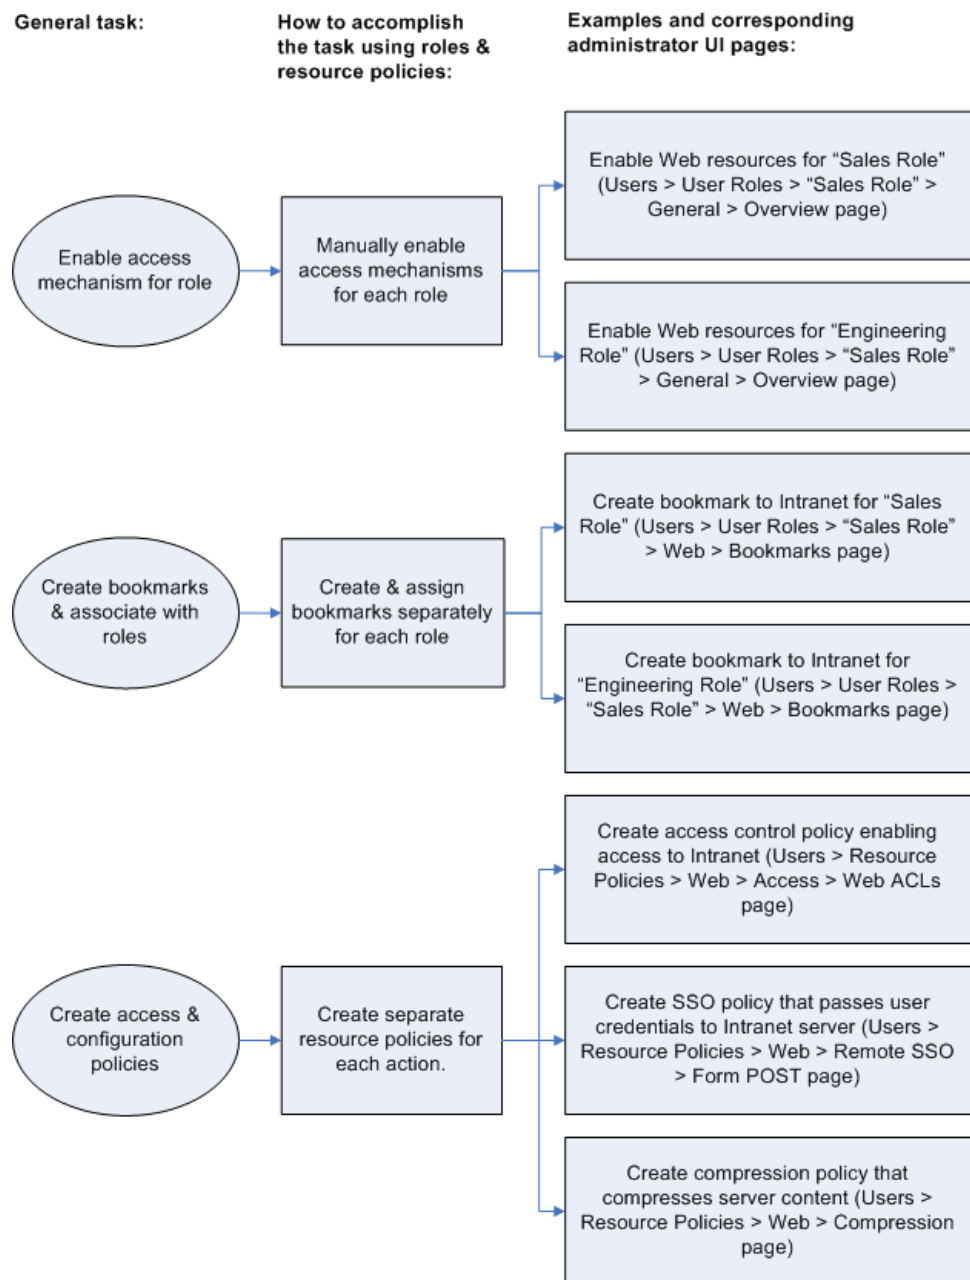 General task:
How to accomplish
the task using roles &
resource policies:
Examples and corresponding
administrator UI pages:
Enable access
mechanism for role
Manually enable
access mechanisms
for each role
Enable Web resources for “Sales Role”
(Users > User Roles > “Sales Role” >
General > Overview page)
Enable Web resources for “Engineering
Role” (Users > User Roles > “Sales Role”
> General > Overview page)
Create bookmarks
& associate with
roles
Create & assign
bookmarks separately
for each role
Create bookmark to Intranet for “Sales
Role” (Users > User Roles > “Sales Role”
> Web > Bookmarks page)
Create bookmark to Intranet for
“Engineering Role” (Users > User Roles >
“Sales Role” > Web > Bookmarks page)
Create access &
configuration
policies
Create separate
resource policies for
each action.
Create access control policy enabling
access to Intranet (Users > Resource
Policies > Web > Access > Web ACLs
page)
Create SSO policy that passes user
credentials to Intranet server (Users >
Resource Policies > Web > Remote SSO
> Form POST page)
Create compression policy that
compresses server content (Users >
Resource Policies > Web > Compression
page)